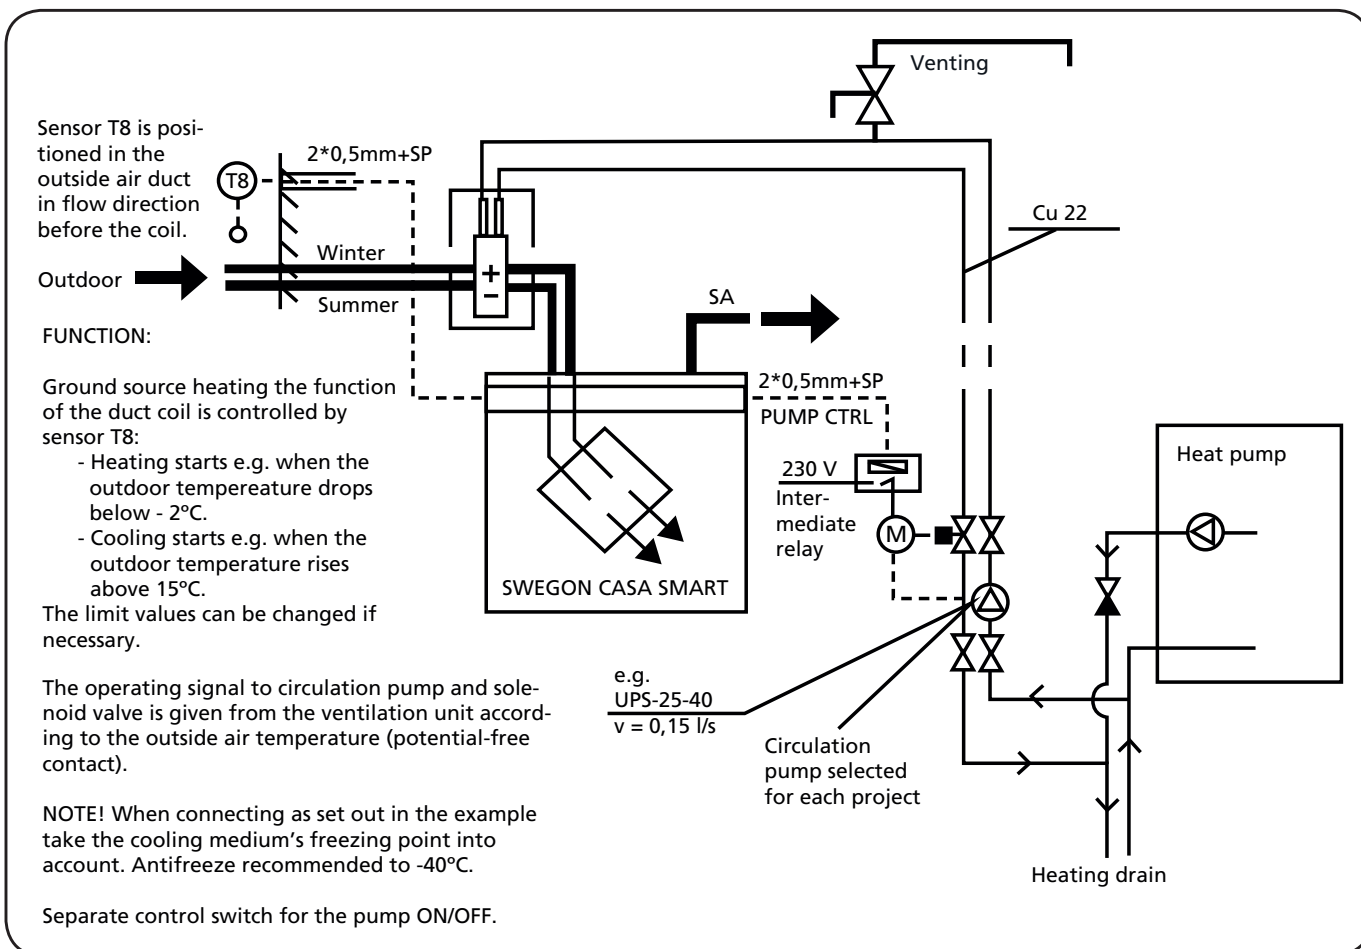 Sensor T8 is posi-
tioned in the
outside air duct
in flow direction
before the coil.
T8
2*0,5mm+SP
Venting
Cu 22
Outdoor
Winter
Summer
+
–
SA
FUNCTION:
Ground source heating the function
of the duct coil is controlled by
sensor T8:
- Heating starts e.g. when the
outdoor tempereature drops
below - 2ºC.
- Cooling starts e.g. when the
outdoor temperature rises
above 15ºC.
The limit values can be changed if
necessary.
The operating signal to circulation pump and sole-
noid valve is given from the ventilation unit accord-
ing to the outside air temperature (potential-free
contact).
NOTE! When connecting as set out in the example
take the cooling medium’s freezing point into
account. Antifreeze recommended to -40ºC.
Separate control switch for the pump ON/OFF.
SWEGON CASA SMART
2*0,5mm+SP
PUMP CTRL
230 V
Inter-
mediate
relay
M
e.g.
UPS-25-40
v = 0,15 l/s
Circulation
pump selected
for each project
Heat pump
Heating drain